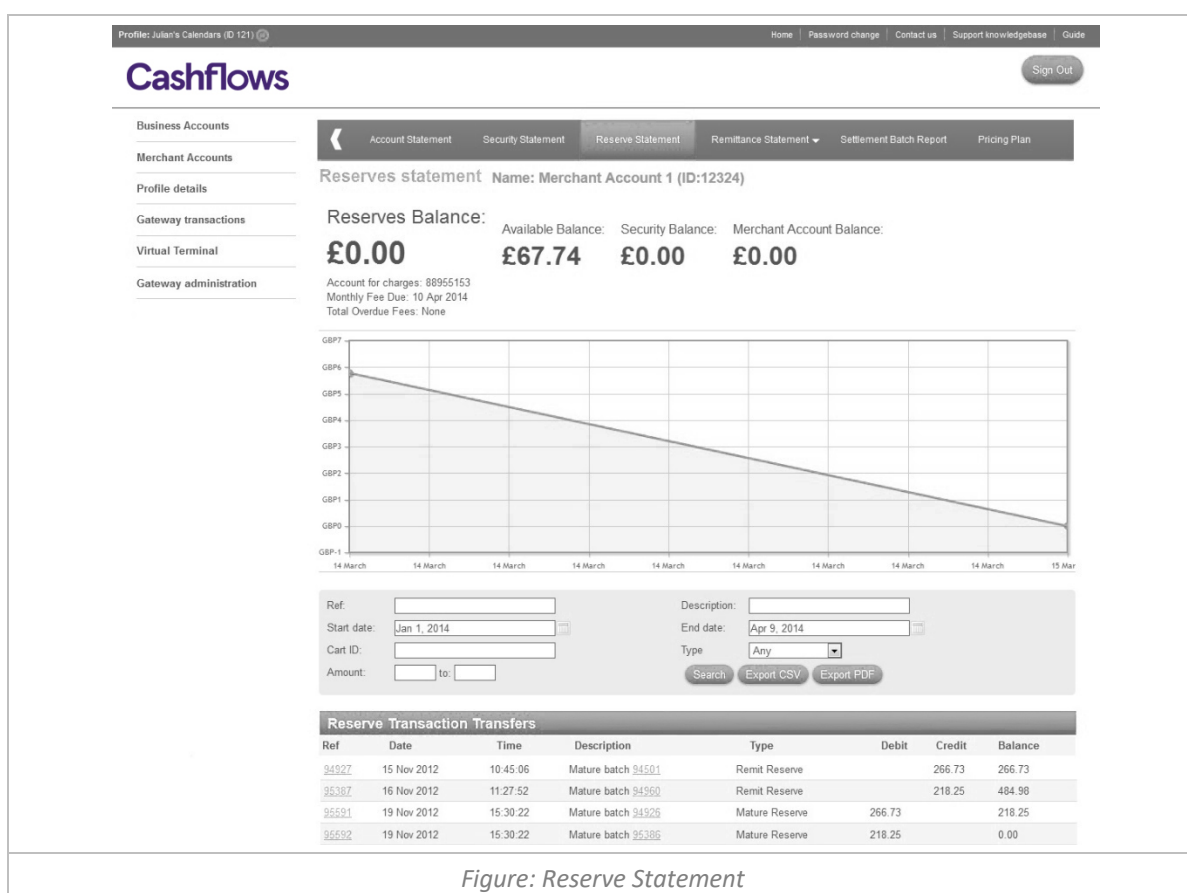 Profile: Julian's Calendars (ID 121) Home Password change Contact us Support knowledgebase Guide
Cashflows Sign Out
Business Accounts
Merchant Accounts
Profile details
Gateway transactions
Virtual Terminal
Gateway administration
Account Statement Security Statement Reserve Statement Remittance Statement Settlement Batch Report Pricing Plan
Reserves statement Name: Merchant Account 1 (ID:12324)
Reserves Balance: Available Balance: Security Balance: Merchant Account Balance:
£0.00 £67.74 £0.00 £0.00
Account for charges: 88955153
Monthly Fee Due: 10 Apr 2014
Total Overdue Fees: None
GBP7
GBP6
GBP5
GBP4
GBP3
GBP2
GBP1
GBP0
GBP-1
14 March 14 March 14 March 14 March 14 March 14 March 14 March 14 March 14 March 15 Mar
Ref: Description:
Start date: Jan 1, 2014 End date: Apr 9, 2014
Cart ID: Type Any
Amount: to: Search Export CSV Export PDF
Reserve Transaction Transfers
Ref Date Time Description Type Debit Credit Balance
94927 15 Nov 2012 10:45:06 Mature batch 94501 Remit Reserve 266.73 266.73
95387 16 Nov 2012 11:27:52 Mature batch 94960 Remit Reserve 218.25 484.98
95591 19 Nov 2012 15:30:22 Mature batch 94926 Mature Reserve 266.73 218.25
95592 19 Nov 2012 15:30:22 Mature batch 95386 Mature Reserve 218.25 0.00
Figure: Reserve Statement